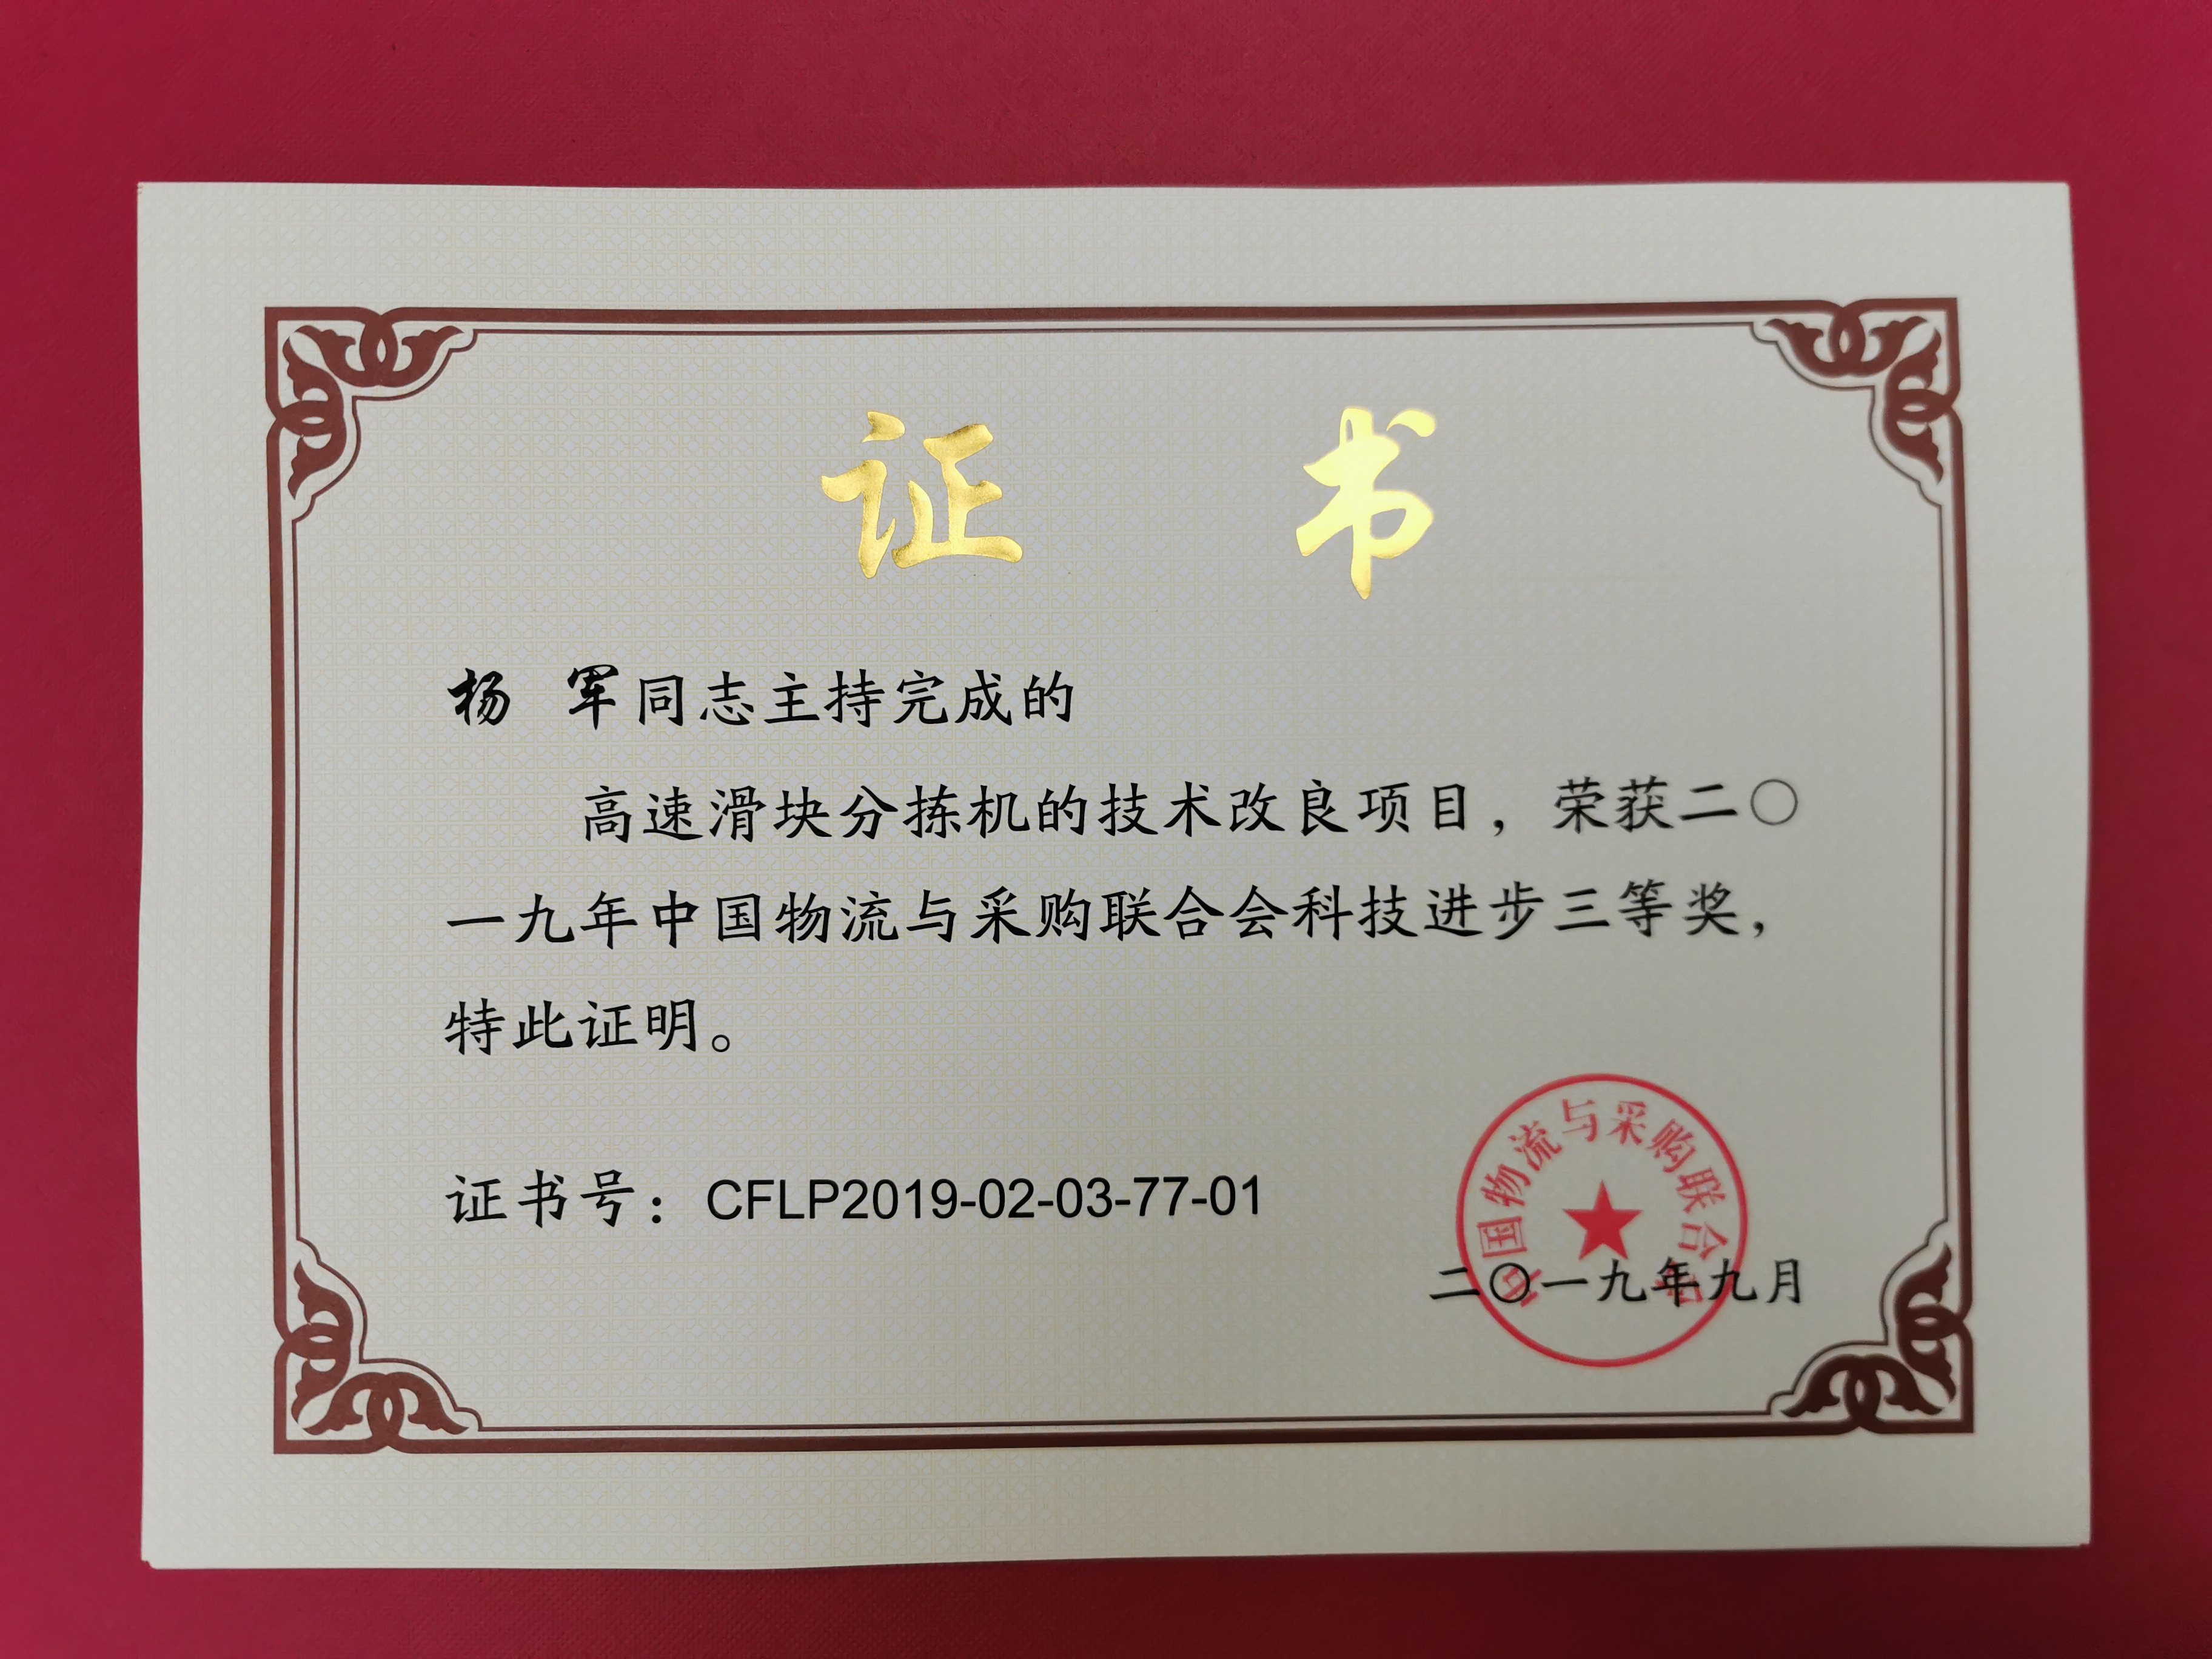 证 书
杨 军同志主持完成的
高速滑块分拣机的技术改良项目，荣获二〇
一九年中国物流与采购联合会科技进步三等奖，
特此证明。
证书号：CFLP2019-02-03-77-01
中国物流与采购联合会
二〇一九年九月